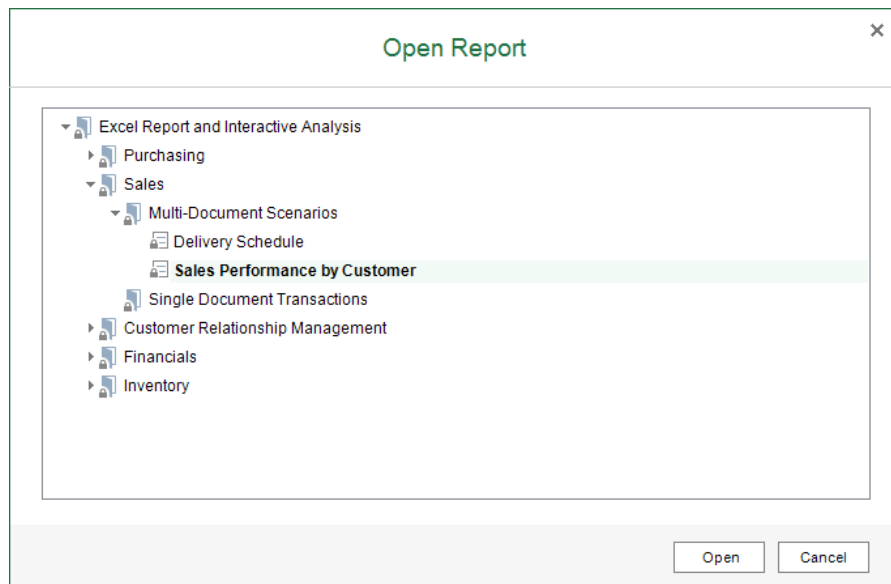 Open Report
Excel Report and Interactive Analysis
Purchasing
Sales
Multi-Document Scenarios
Delivery Schedule
Sales Performance by Customer
Single Document Transactions
Customer Relationship Management
Financials
Inventory
Open
Cancel